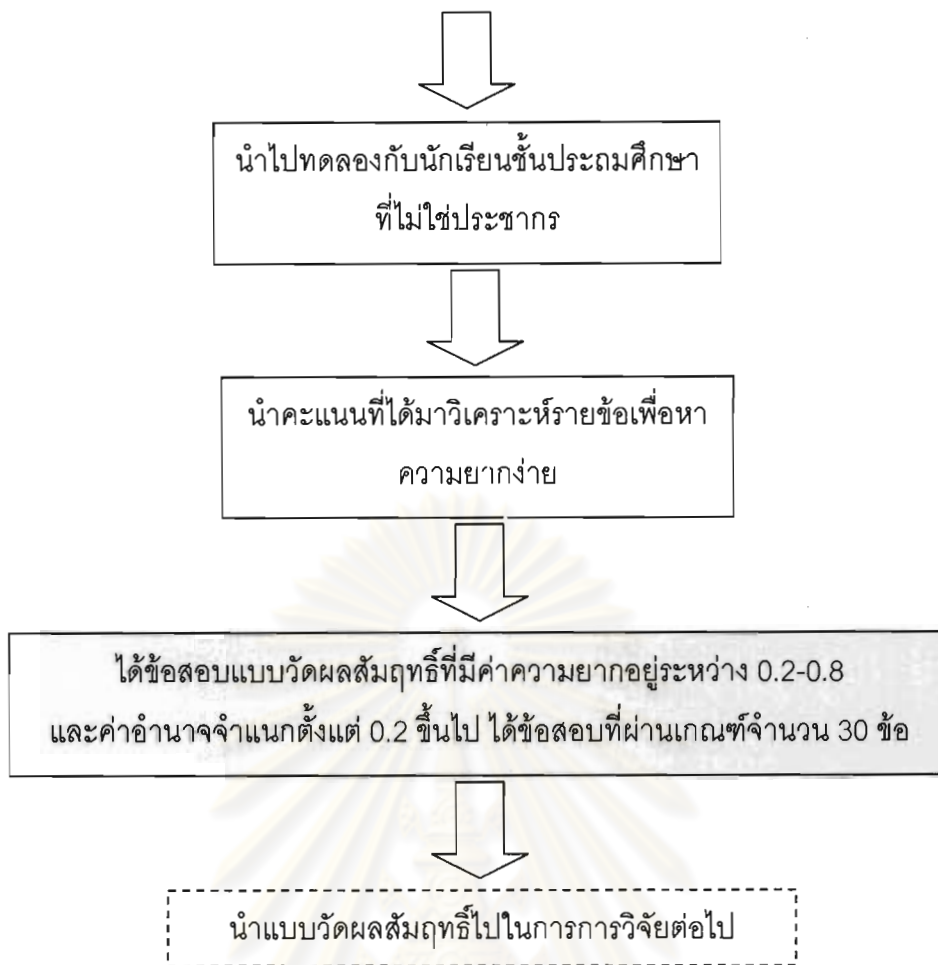 นำไปทดลองกับนักเรียนชั้นประถมศึกษา
ที่ไม่ใช่ประชากร
นำคะแนนที่ได้มาวิเคราะห์รายข้อเพื่อหา
ความยากง่าย
ได้ข้อสอบแบบวัดผลสัมฤทธิ์ที่มีค่าความยากอยู่ระหว่าง 0.2-0.8
และค่าอำนาจจำแนกตั้งแต่ 0.2 ขึ้นไป ได้ข้อสอบที่ผ่านเกณฑ์จำนวน 30 ข้อ
นำแบบวัดผลสัมฤทธิ์ไปในการการวิจัยต่อไป